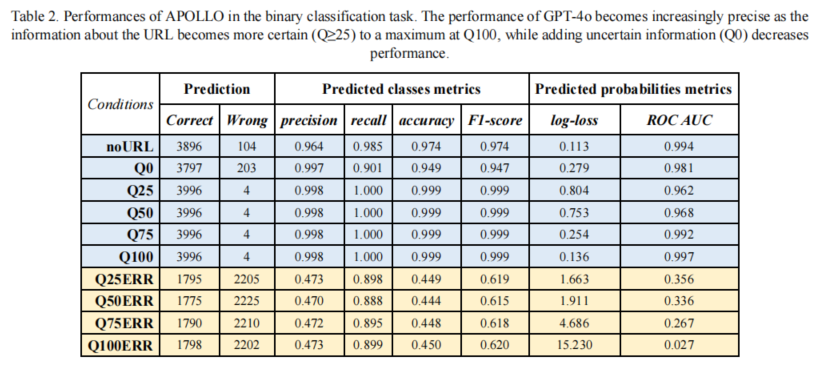 Table 2. Performances of APOLLO in the binary classification task. The performance of GPT-4o becomes increasingly precise as the
information about the URL becomes more certain (Q≥25) to a maximum at Q100, while adding uncertain information (Q0) decreases
performance.
Conditions Prediction Predicted classes metrics Predicted probabilities metrics
Correct Wrong precision recall accuracy F1-score log-loss ROC AUC
noURL 3896 104 0.964 0.985 0.974 0.974 0.113 0.994
Q0 3797 203 0.997 0.901 0.949 0.947 0.279 0.981
Q25 3996 4 0.998 1.000 0.999 0.999 0.804 0.962
Q50 3996 4 0.998 1.000 0.999 0.999 0.753 0.968
Q75 3996 4 0.998 1.000 0.999 0.999 0.254 0.992
Q100 3996 4 0.998 1.000 0.999 0.999 0.136 0.997
Q25ERR 1795 2205 0.473 0.898 0.449 0.619 1.663 0.356
Q50ERR 1775 2225 0.470 0.888 0.444 0.615 1.911 0.336
Q75ERR 1790 2210 0.472 0.895 0.448 0.618 4.686 0.267
Q100ERR 1798 2202 0.473 0.899 0.450 0.620 15.230 0.027